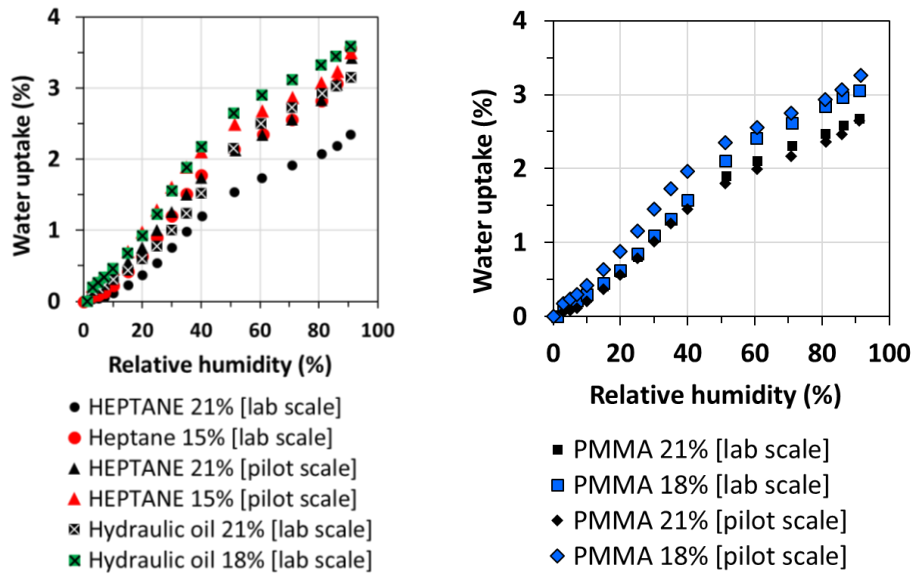 4
3
2
1
0
Water uptake (%)
0 20 40 60 80 100
Relative humidity (%)
HEPTANE 21% [lab scale]
Heptane 15% [lab scale]
HEPTANE 21% [pilot scale]
HEPTANE 15% [pilot scale]
Hydraulic oil 21% [lab scale]
Hydraulic oil 18% [lab scale]
4
3
2
1
0
Water uptake (%)
0 20 40 60 80 100
Relative humidity (%)
PMMA 21% [lab scale]
PMMA 18% [lab scale]
PMMA 21% [pilot scale]
PMMA 18% [pilot scale]